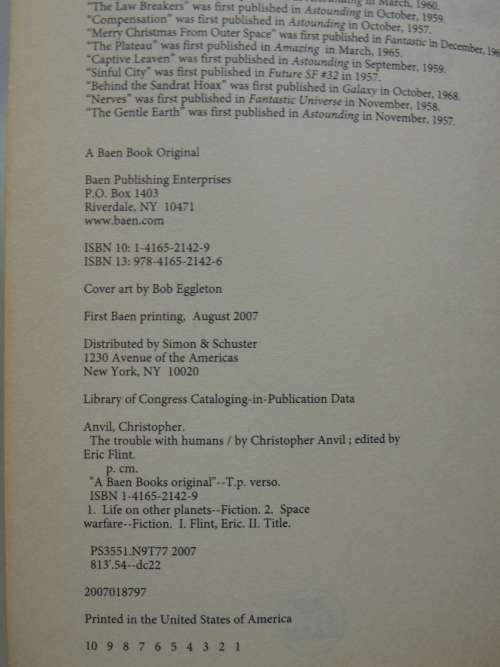 in March, 1960.
"The Law Breakers" was first published in Astounding in October, 1959.
"Compensation" was first published in Astounding in October, 1957.
"Merry Christmas From Outer Space" was first published in Fantastic in December, 1964.
"The Plateau" was first published in Amazing in March, 1965.
"Captive Leaven" was first published in Astounding in September, 1959.
"Sinful City" was first published in Future SF #32 in 1957.
"Behind the Sandrat Hoax" was first published in Galaxy in October, 1968.
"Nerves" was first published in Fantastic Universe in November, 1958.
"The Gentle Earth" was first published in Astounding in November, 1957.
A Baen Book Original
Baen Publishing Enterprises
P.O. Box 1403
Riverdale, NY 10471
www.baen.com
ISBN 10: 1-4165-2142-9
ISBN 13: 978-4165-2142-6
Cover art by Bob Eggleton
First Baen printing, August 2007
Distributed by Simon & Schuster
1230 Avenue of the Americas
New York, NY 10020
Library of Congress Cataloging-in-Publication Data
Anvil, Christopher.
The trouble with humans / by Christopher Anvil ; edited by
Eric Flint.
p. cm.
"A Baen Books original"--T.p. verso.
ISBN 1-4165-2142-9
1. Life on other planets--Fiction. 2. Space
warfare--Fiction. I. Flint, Eric. II. Title.
PS3551.N9T77 2007
813'.54--dc22
2007018797
Printed in the United States of America
10 9 8 7 6 5 4 3 2 1